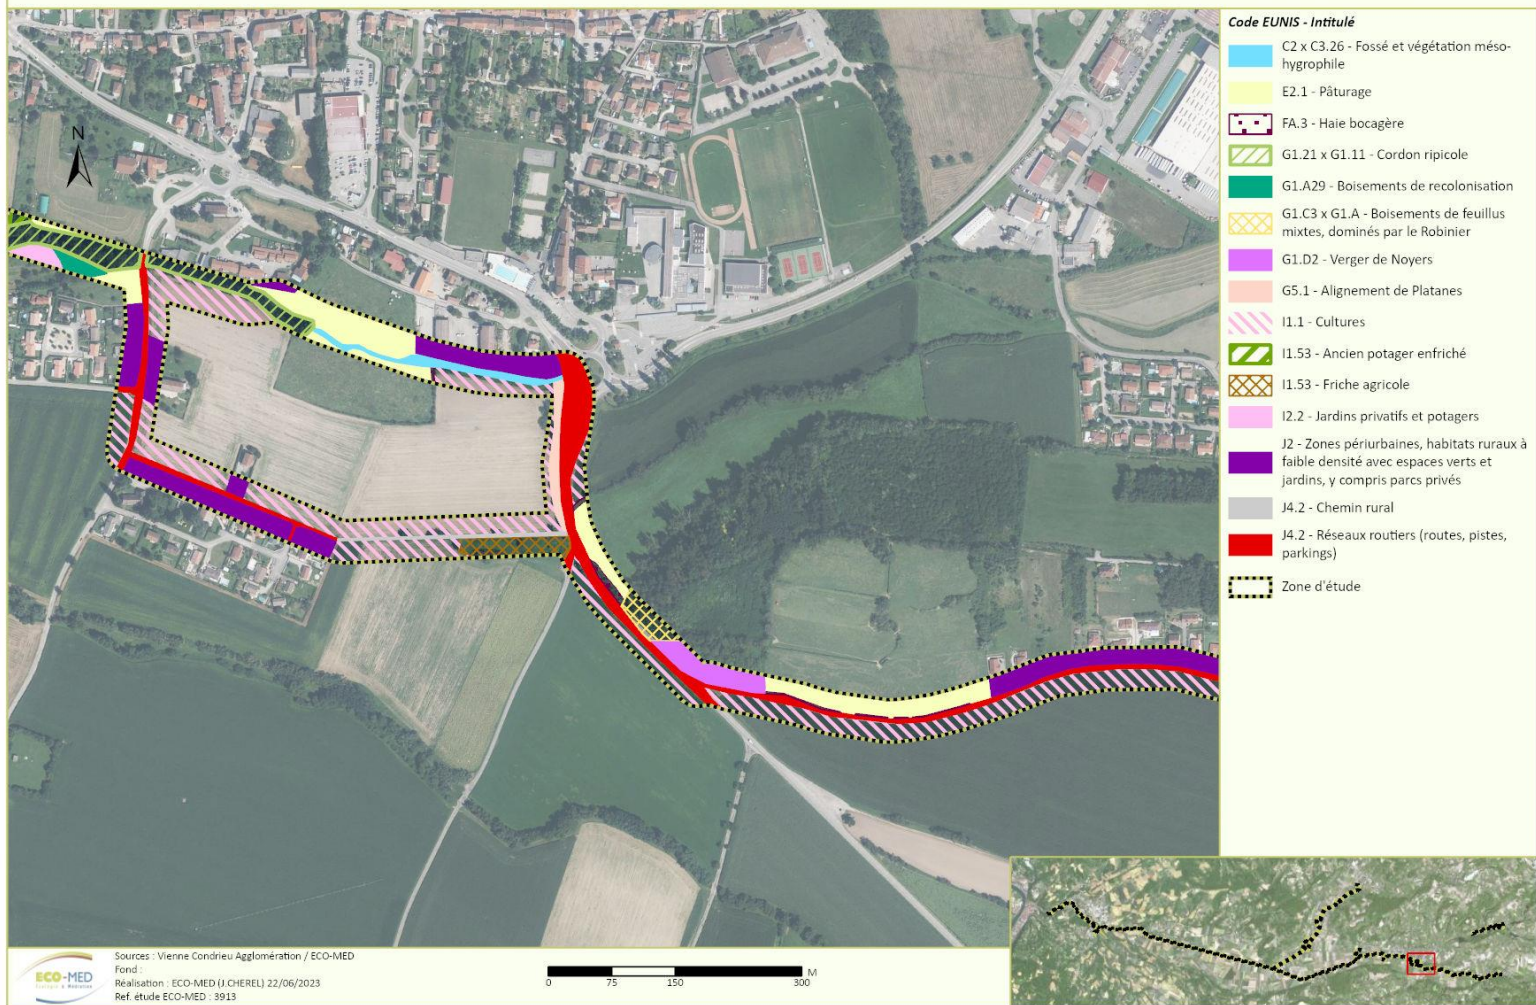 Code EUNIS - Intitulé
C2 x C3.26 - Fossé et végétation méso-
hygrophile
E2.1 - Pâturage
FA.3 - Haie bocagère
G1.21 x G1.11 - Cordon ripicole
G1.A29 - Boisements de recolonisation
G1.C3 x G1.A - Boisements de feuillus
mixtes, dominés par le Robinier
G1.D2 - Verger de Noyers
G5.1 - Alignement de Platanes
I1.1 - Cultures
I1.53 - Ancien potager enfriché
I1.53 - Friche agricole
I2.2 - Jardins privatifs et potagers
J2 - Zones périurbaines, habitats ruraux à
faible densité avec espaces verts et
jardins, y compris parcs privés
J4.2 - Chemin rural
J4.2 - Réseaux routiers (routes, pistes,
parkings)
Zone d'étude
N
ECO-MED
Ecologie & Médiation
Sources : Vienne Condrieu Agglomération / ECO-MED
Fond :
Réalisation : ECO-MED (J.CHEREL) 22/06/2023
Ref. étude ECO-MED : 3913
M
0 75 150 300